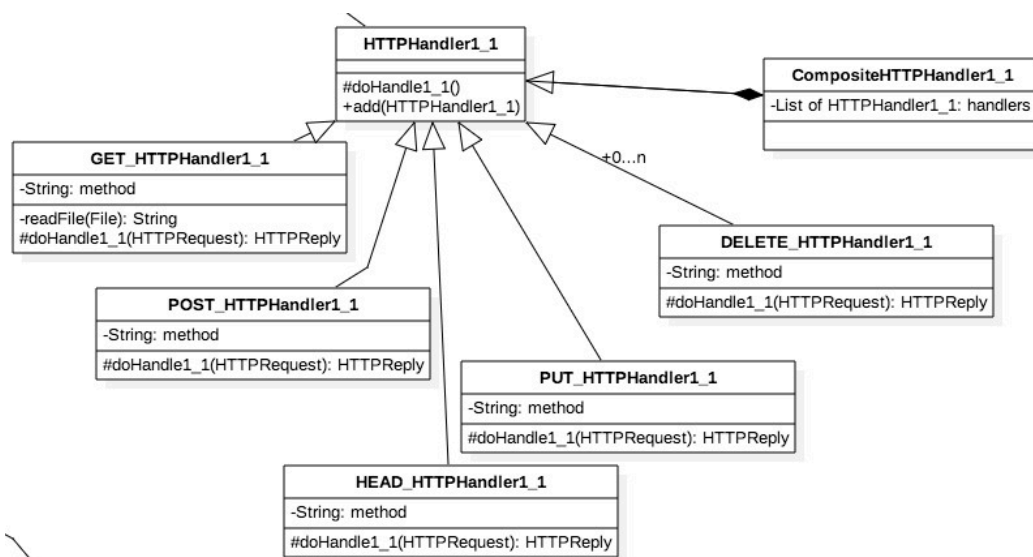 HTTPHandler1_1
#doHandle1_1()
+add(HTTPHandler1_1)
CompositeHTTPHandler1_1
-List of HTTPHandler1_1: handlers
GET_HTTPHandler1_1
-String: method
-readFile(File): String
#doHandle1_1(HTTPRequest): HTTPReply
+0...n
DELETE_HTTPHandler1_1
-String: method
#doHandle1_1(HTTPRequest): HTTPReply
POST_HTTPHandler1_1
-String: method
#doHandle1_1(HTTPRequest): HTTPReply
PUT_HTTPHandler1_1
-String: method
#doHandle1_1(HTTPRequest): HTTPReply
HEAD_HTTPHandler1_1
-String: method
#doHandle1_1(HTTPRequest): HTTPReply